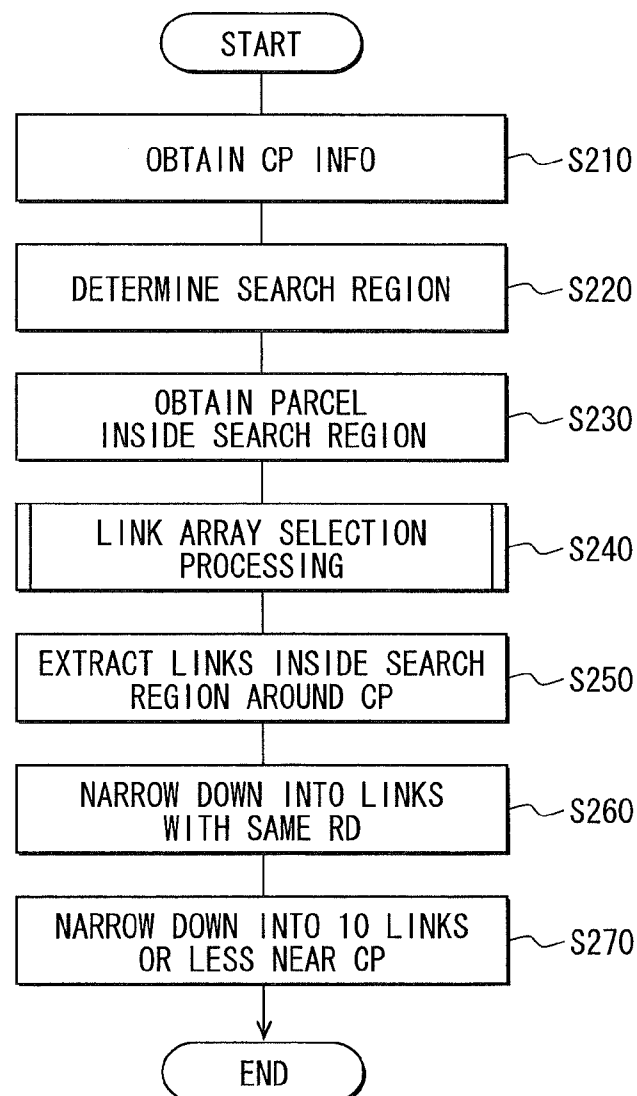 START
OBTAIN CP INFO
S210
DETERMINE SEARCH REGION
S220
OBTAIN PARCEL
INSIDE SEARCH REGION
S230
LINK ARRAY SELECTION
PROCESSING
S240
EXTRACT LINKS INSIDE SEARCH
REGION AROUND CP
S250
NARROW DOWN INTO LINKS
WITH SAME RD
S260
NARROW DOWN INTO 10 LINKS
OR LESS NEAR CP
S270
END